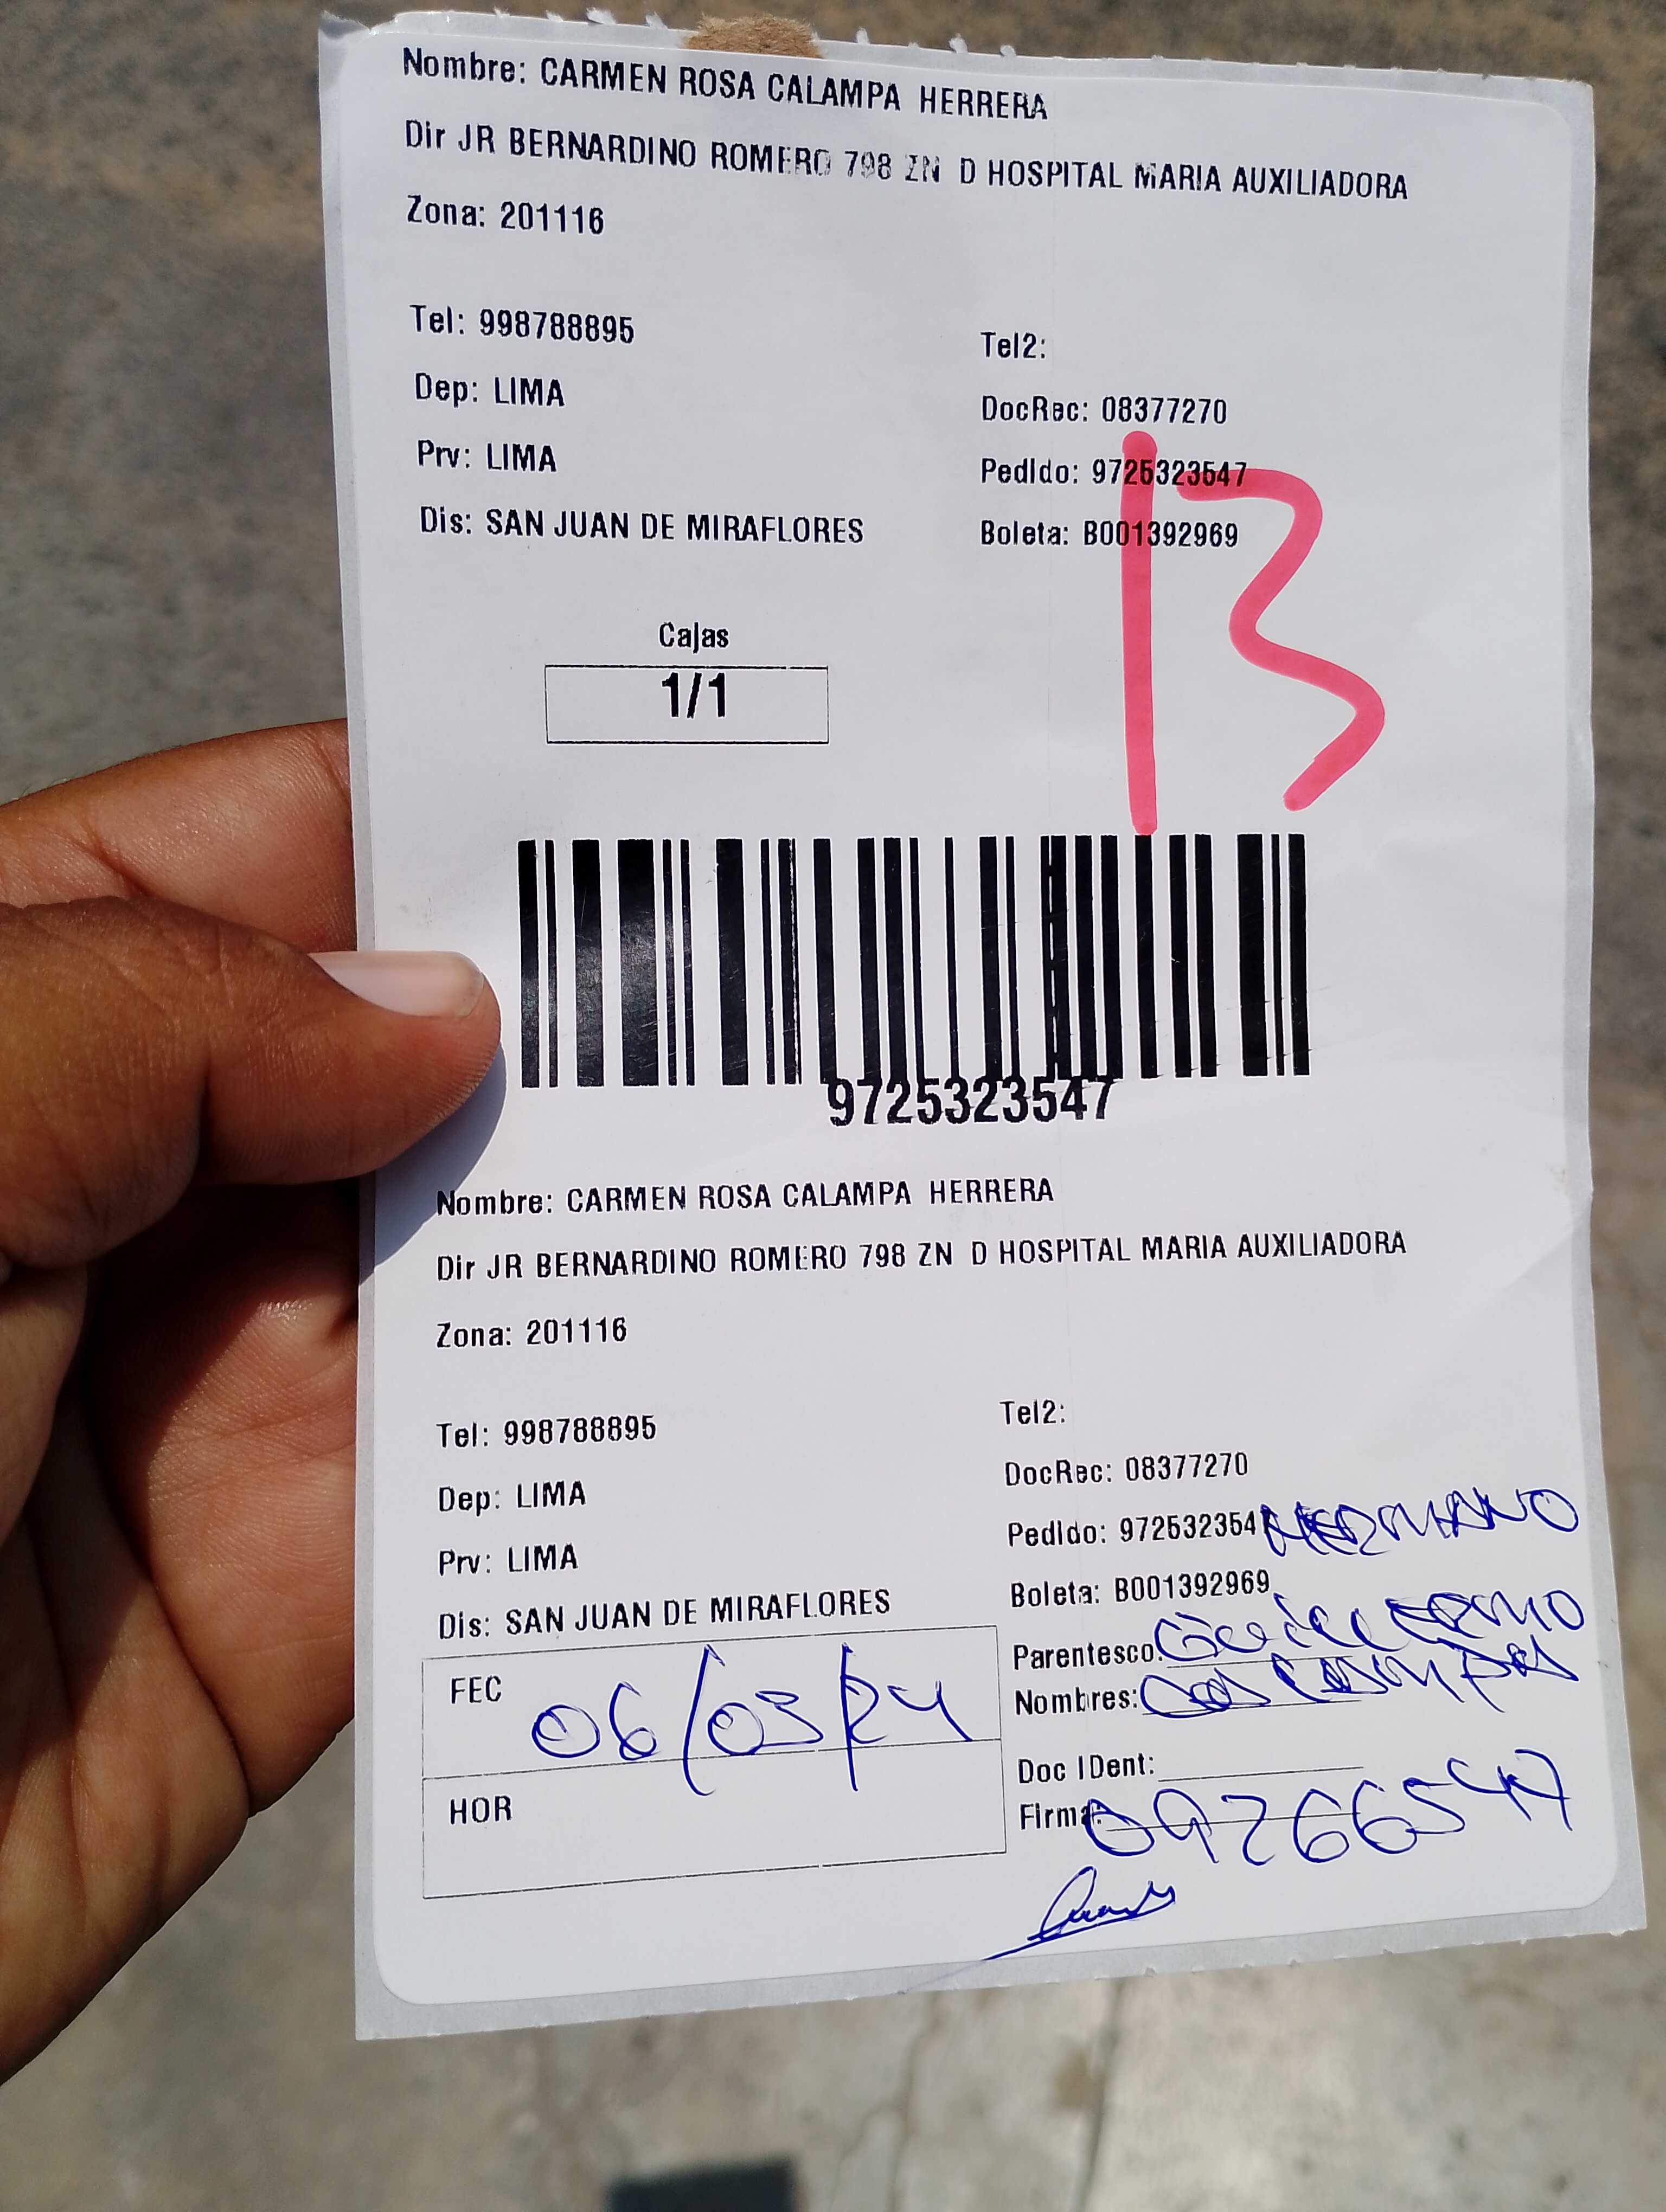 Nombre: CARMEN ROSA CALAMPA HERRERA
Dir JR BERNARDINO ROMERO 798 ZN D HOSPITAL MARIA AUXILIADORA
Zona: 201116
Tel: 998788895
Tel2:
Dep: LIMA
DocRec: 08377270
Prv: LIMA
Pedido: 9725323547
Dis: SAN JUAN DE MIRAFLORES
Boleta: B001392969
13
Cajas
1/1
9725323547
Nombre: CARMEN ROSA CALAMPA HERRERA
Dir JR BERNARDINO ROMERO 798 ZN D HOSPITAL MARIA AUXILIADORA
Zona: 201116
Tel: 998788895
Tel2:
Dep: LIMA
DocRec: 08377270
Prv: LIMA
Pedido: 972532354
HERMANO
Dis: SAN JUAN DE MIRAFLORES
Boleta: B001392969
Parentesco:
FEC 06/03/24
Nombres:
Doc IDent:
HOR
Firma: 09266547